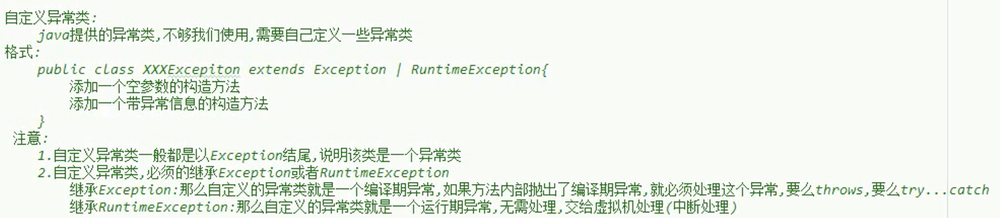 自定义异常类:
java提供的异常类,不够我们使用,需要自己定义一些异常类
格式:
public class XXXExcepiton extends Exception | RuntimeException{
添加一个空参数的构造方法
添加一个带异常信息的构造方法
}
注意:
1.自定义异常类一般都是以Exception结尾,说明该类是一个异常类
2.自定义异常类,必须的继承Exception或者RuntimeException
继承Exception:那么自定义的异常类就是一个编译期异常,如果方法内部抛出了编译期异常,就必须处理这个异常,要么throws,要么try...catch
继承RuntimeException:那么自定义的异常类就是一个运行期异常,无需处理,交给虚拟机处理(中断处理)